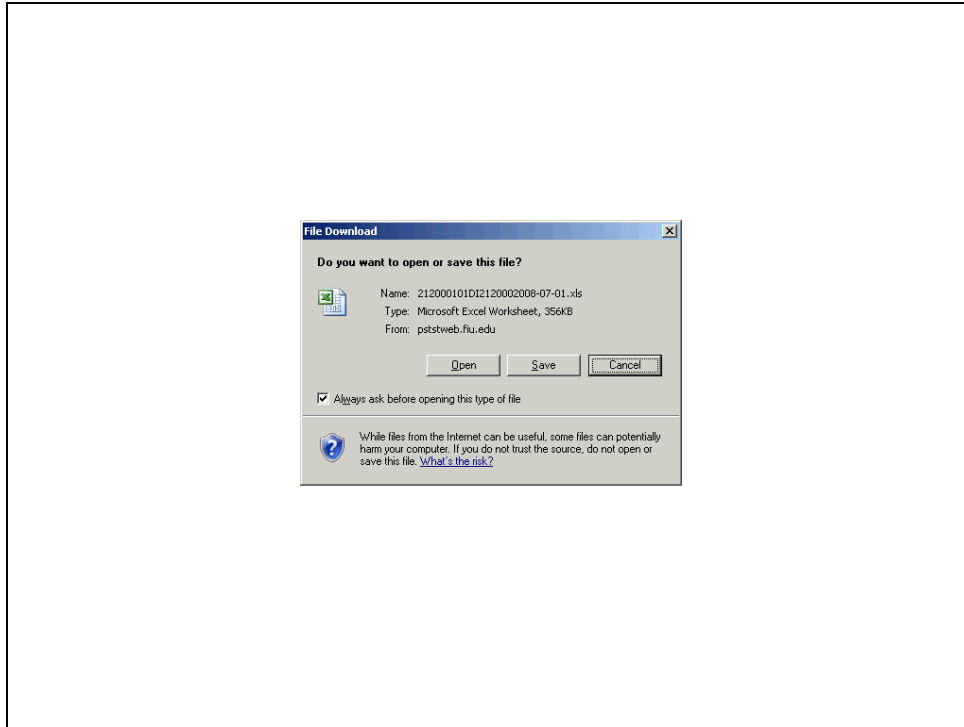 File Download
Do you want to open or save this file?
Name: 212000101DI2120002008-07-01.xls
Type: Microsoft Excel Worksheet, 356KB
From: pststweb.fiu.edu
Open Save Cancel
Always ask before opening this type of file
While files from the Internet can be useful, some files can potentially
harm your computer. If you do not trust the source, do not open or
save this file. What's the risk?